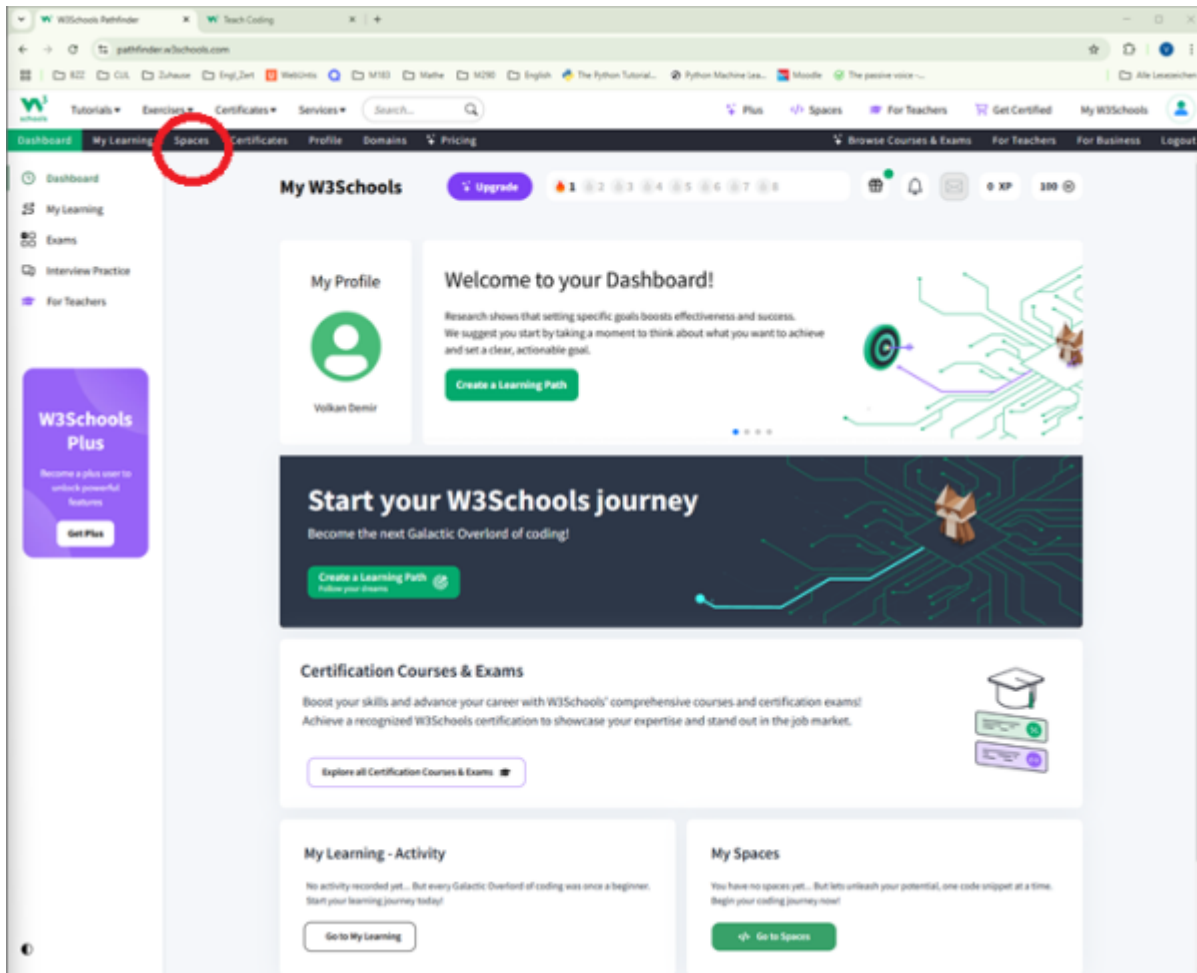 W3Schools Pathfinder
Teach Coding
pathfinder.w3schools.com
BZZ CUL Zuhause Engl_Zert WebUntis M183 Mathe M290 English The Python Tutorial... Python Machine Lea... Moodle The passive voice -... Alle Lesezeichen
Tutorials Exercises Certificates Services Search... Plus Spaces For Teachers Get Certified My W3Schools
Dashboard My Learning Spaces Certificates Profile Domains Pricing Browse Courses & Exams For Teachers For Business Logout
Dashboard
My Learning
Exams
Interview Practice
For Teachers
W3Schools
Plus
Become a plus user to
unlock powerful
features
Get Plus
My W3Schools Upgrade 1 2 3 4 5 6 7 8 0 XP 100
My Profile
Volkan Demir
Welcome to your Dashboard!
Research shows that setting specific goals boosts effectiveness and success.
We suggest you start by taking a moment to think about what you want to achieve
and set a clear, actionable goal.
Create a Learning Path
Start your W3Schools journey
Become the next Galactic Overlord of coding!
Create a Learning Path
Follow your dreams
Certification Courses & Exams
Boost your skills and advance your career with W3Schools' comprehensive courses and certification exams!
Achieve a recognized W3Schools certification to showcase your expertise and stand out in the job market.
Explore all Certification Courses & Exams
My Learning - Activity
No activity recorded yet... But every Galactic Overlord of coding was once a beginner.
Start your learning journey today!
Go to My Learning
My Spaces
You have no spaces yet... But lets unleash your potential, one code snippet at a time.
Begin your coding journey now!
Go to Spaces